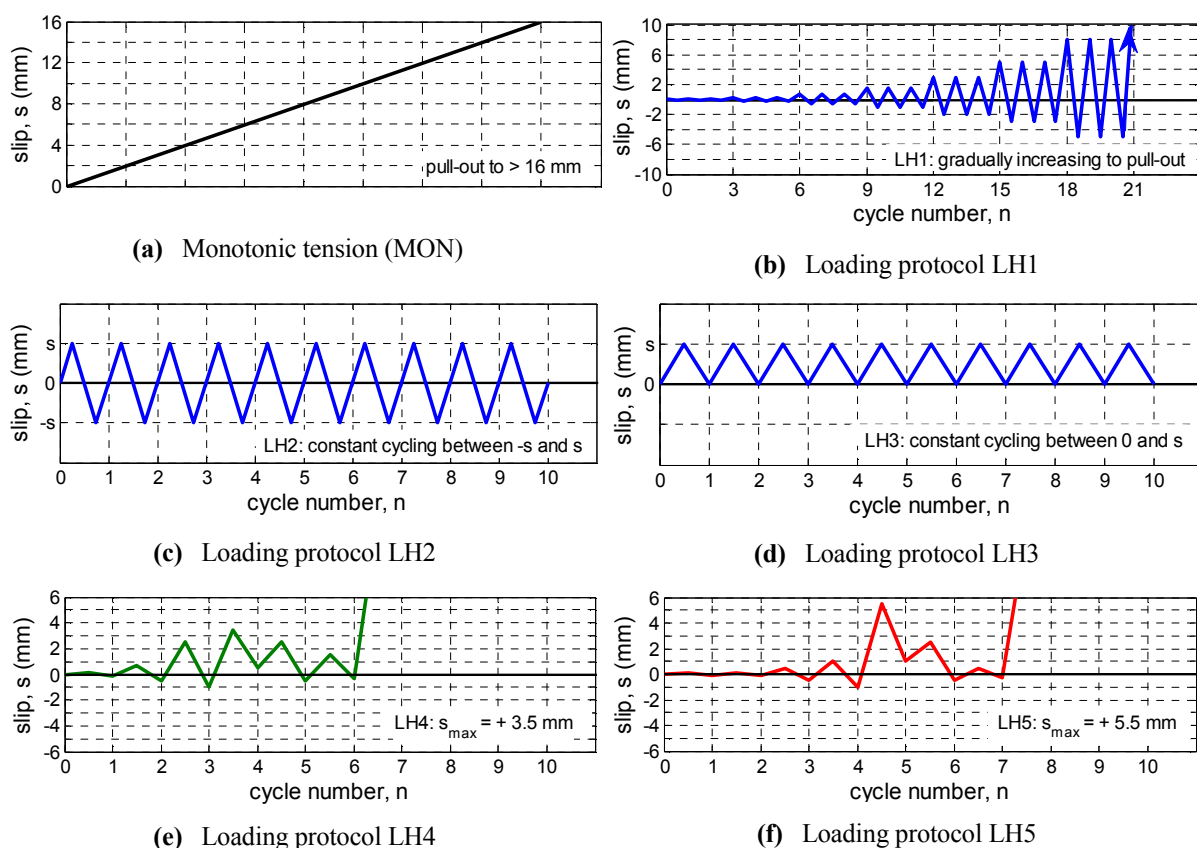 16
12
8
4
0
slip, s (mm)
pull-out to > 16 mm
(a) Monotonic tension (MON)
10
6
2
-2
-6
-10
slip, s (mm)
LH1: gradually increasing to pull-out
0 3 6 9 12 15 18 21 24
cycle number, n
(b) Loading protocol LH1
s
0
-s
slip, s (mm)
LH2: constant cycling between -s and s
0 1 2 3 4 5 6 7 8 9 10
cycle number, n
(c) Loading protocol LH2
s
0
-s
slip, s (mm)
LH3: constant cycling between 0 and s
0 1 2 3 4 5 6 7 8 9 10
cycle number, n
(d) Loading protocol LH3
6
4
2
0
-2
-4
-6
slip, s (mm)
LH4: smax = + 3.5 mm
0 1 2 3 4 5 6 7 8 9 10
cycle number, n
(e) Loading protocol LH4
6
4
2
0
-2
-4
-6
slip, s (mm)
LH5: smax = + 5.5 mm
0 1 2 3 4 5 6 7 8 9 10
cycle number, n
(f) Loading protocol LH5